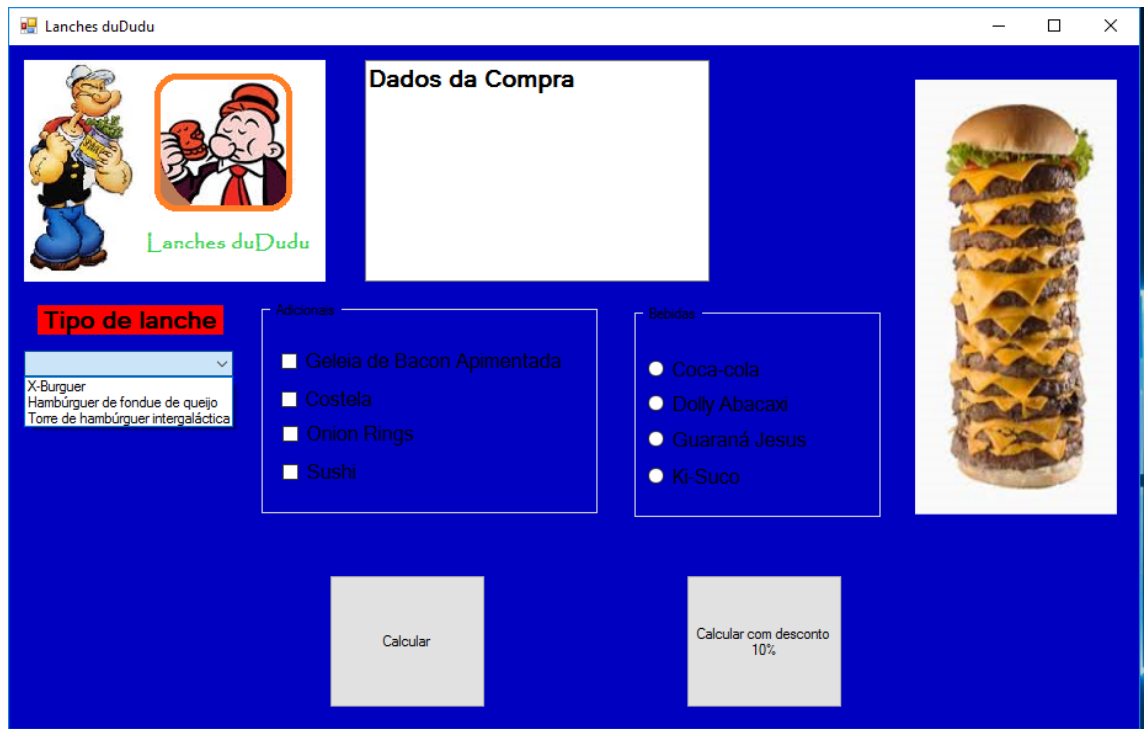 Lanches duDudu
Dados da Compra
Lanches duDudu
Tipo de lanche
X-Burguer
Hambúrguer de fondue de queijo
Torre de hambúrguer intergaláctica
Adicionais
Geleia de Bacon Apimentada
Costela
Onion Rings
Sushi
Bebidas
Coca-cola
Dolly Abacaxi
Guaraná Jesus
Ki-Suco
Calcular
Calcular com desconto
10%